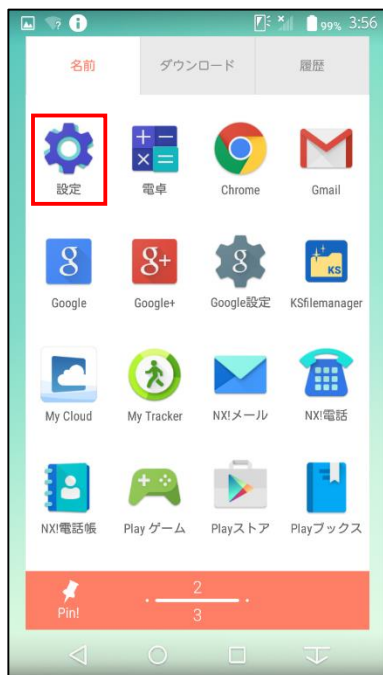 99% 3:56
名前 ダウンロード 履歴
設定 電卓 Chrome Gmail
Google Google+ Google設定 KSfilemanager
My Cloud My Tracker NX!メール NX!電話
NX!電話帳 Play ゲーム Playストア Playブックス
Pin!
2
3